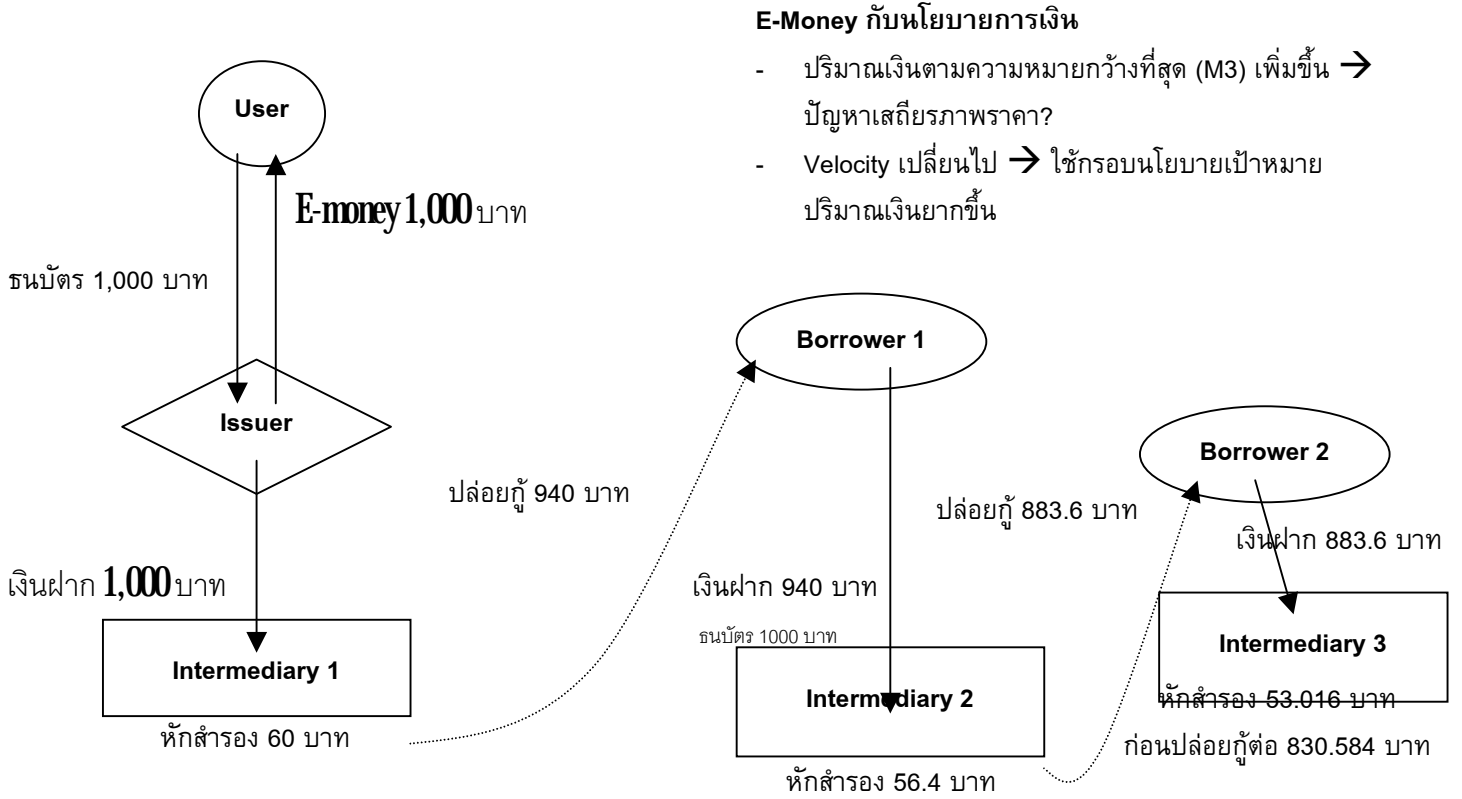 E-Money กับนโยบายการเงิน
- ปริมาณเงินตามความหมายกว้างที่สุด (M3) เพิ่มขึ้น →
ปัญหาเสถียรภาพราคา?
- Velocity เปลี่ยนไป → ใช้กรอบนโยบายเป้าหมาย
ปริมาณเงินยากขึ้น
User
E-money 1,000 บาท
ธนบัตร 1,000 บาท
Issuer
เงินฝาก 1,000 บาท
Intermediary 1
หักสำรอง 60 บาท
ปล่อยกู้ 940 บาท
Borrower 1
เงินฝาก 940 บาท
ธนบัตร 1000 บาท
Intermediary 2
หักสำรอง 56.4 บาท
ปล่อยกู้ 883.6 บาท
Borrower 2
เงินฝาก 883.6 บาท
Intermediary 3
หักสำรอง 53.016 บาท
ก่อนปล่อยกู้ต่อ 830.584 บาท